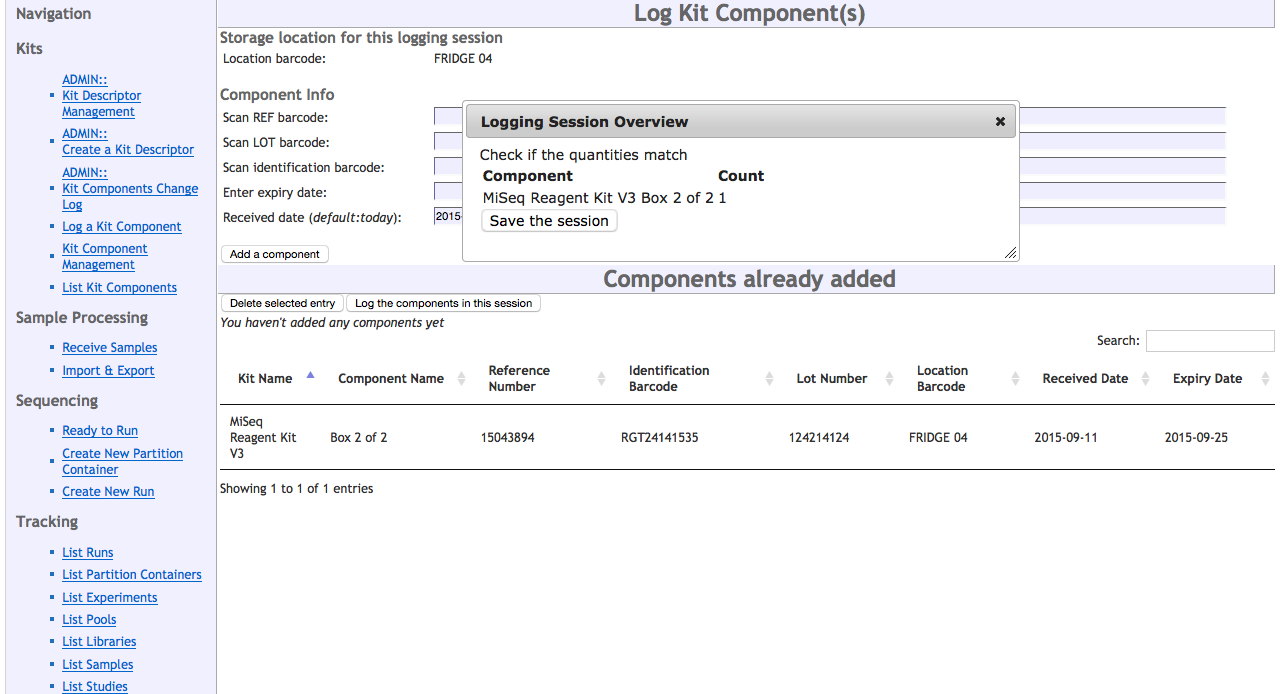 Navigation
Kits
ADMIN::
Kit Descriptor
Management
ADMIN::
Create a Kit Descriptor
ADMIN::
Kit Components Change
Log
Log a Kit Component
Kit Component
Management
List Kit Components
Sample Processing
Receive Samples
Import & Export
Sequencing
Ready to Run
Create New Partition
Container
Create New Run
Tracking
List Runs
List Partition Containers
List Experiments
List Pools
List Libraries
List Samples
List Studies
Log Kit Component(s)
Storage location for this logging session
Location barcode: FRIDGE 04
Component Info
Scan REF barcode:
Scan LOT barcode:
Scan identification barcode:
Enter expiry date:
Received date (default:today): 2015-
Add a component
Logging Session Overview
Check if the quantities match
Component Count
MiSeq Reagent Kit V3 Box 2 of 2 1
Save the session
Components already added
Delete selected entry Log the components in this session
You haven't added any components yet
Search:
Kit Name Component Name Reference Number Identification Barcode Lot Number Location Barcode Received Date Expiry Date
MiSeq Reagent Kit V3 Box 2 of 2 15043894 RGT24141535 124214124 FRIDGE 04 2015-09-11 2015-09-25
Showing 1 to 1 of 1 entries